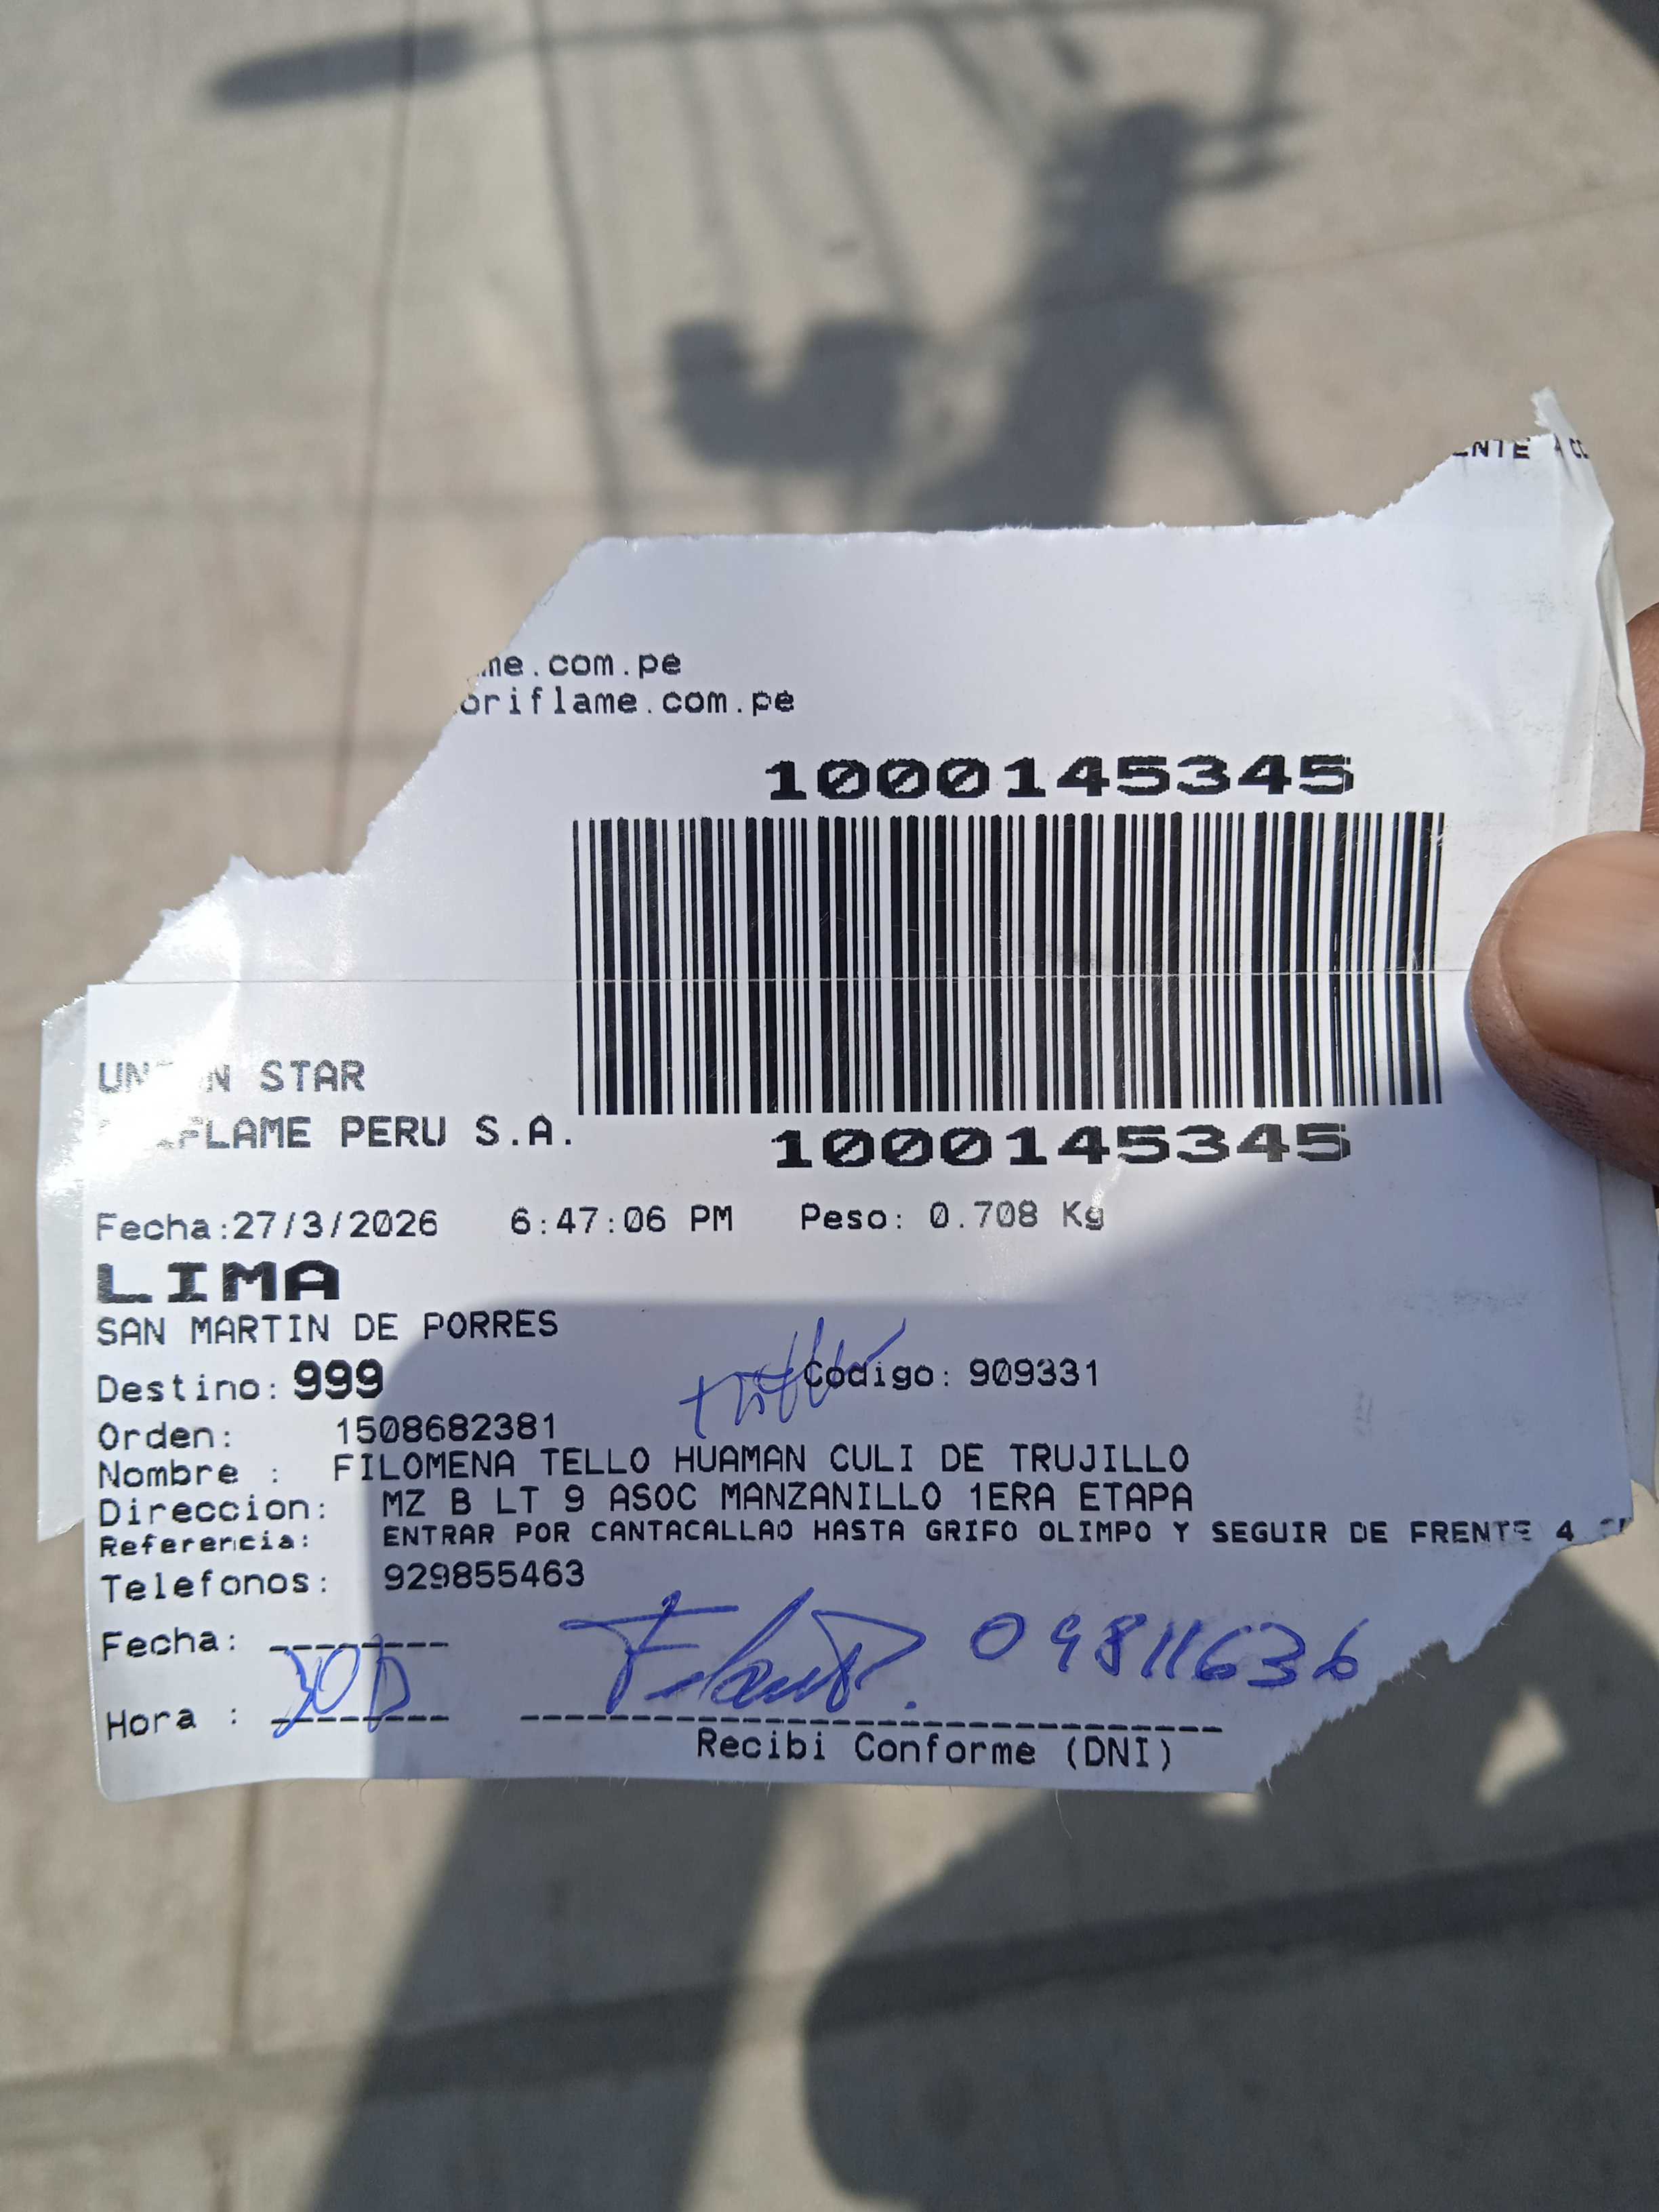 me.com.pe
oriflame.com.pe
1000145345
STAR
FLAME PERU S.A.
1000145345
Fecha:27/3/2026 6:47:06 PM Peso: 0.708 Kg
LIMA
SAN MARTIN DE PORRES
Destino: 999 Codigo: 909331
Orden: 1508682381
Nombre : FILOMENA TELLO HUAMAN CULI DE TRUJILLO
Direccion: MZ B LT 9 ASOC MANZANILLO 1ERA ETAPA
Referencia: ENTRAR POR CANTACALLAO HASTA GRIFO OLIMPO Y SEGUIR DE FRENTE 4
Telefonos: 929855463
Fecha:
09811636
Hora :
Recibi Conforme (DNI)